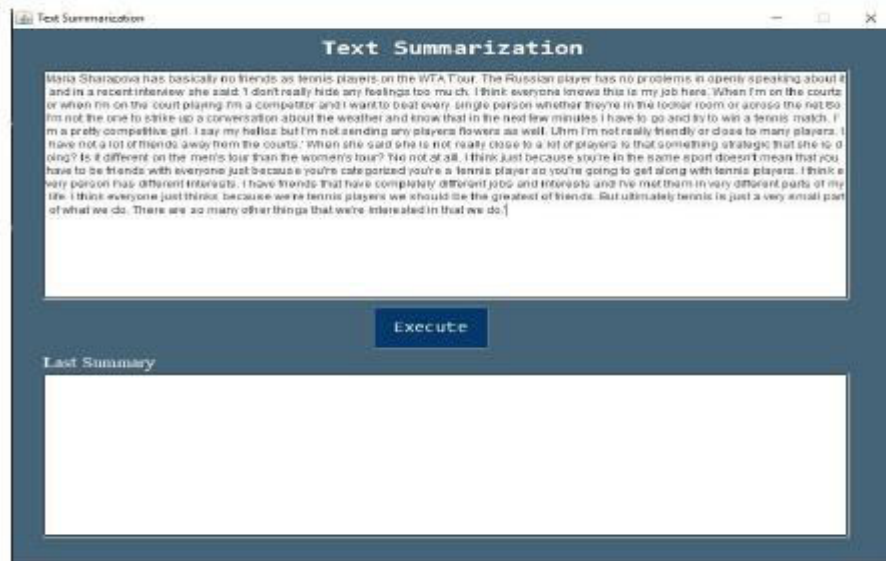 Text Summarization
Text Summarization
Maria Sharapova has basically no friends as tennis players on the WTA Tour. The Russian player has no problems in openly speaking about it
and in a recent interview she said: 'I don't really hide any feelings too much. I think everyone knows this is my job here. When I'm on the courts
or when I'm on the court playing I'm a competitor and I want to beat every single person whether they're in the locker room or across the net So
I'm not the one to strike up a conversation about the weather and know that in the next few minutes I have to go and try to win a tennis match. I'
m a pretty competitive girl. I say my hellos but I'm not sending any players flowers as well. Uhm I'm not really friendly or close to many players. I
have not a lot of friends away from the courts.' When she said she is not really close to a lot of players is that something strategic that she is d
oing? Is it different on the men's tour than the women's tour? 'No not at all. I think just because you're in the same sport doesn't mean that you
have to be friends with everyone just because you're categorized you're a tennis player so you're going to get along with tennis players. I think e
very person has different interests. I have friends that have completely different jobs and interests and I've met them in very different parts of my
life. I think everyone just thinks because we're tennis players we should be the greatest of friends. But ultimately tennis is just a very small part
of what we do. There are so many other things that we're interested in that we do.'
Execute
Last Summary